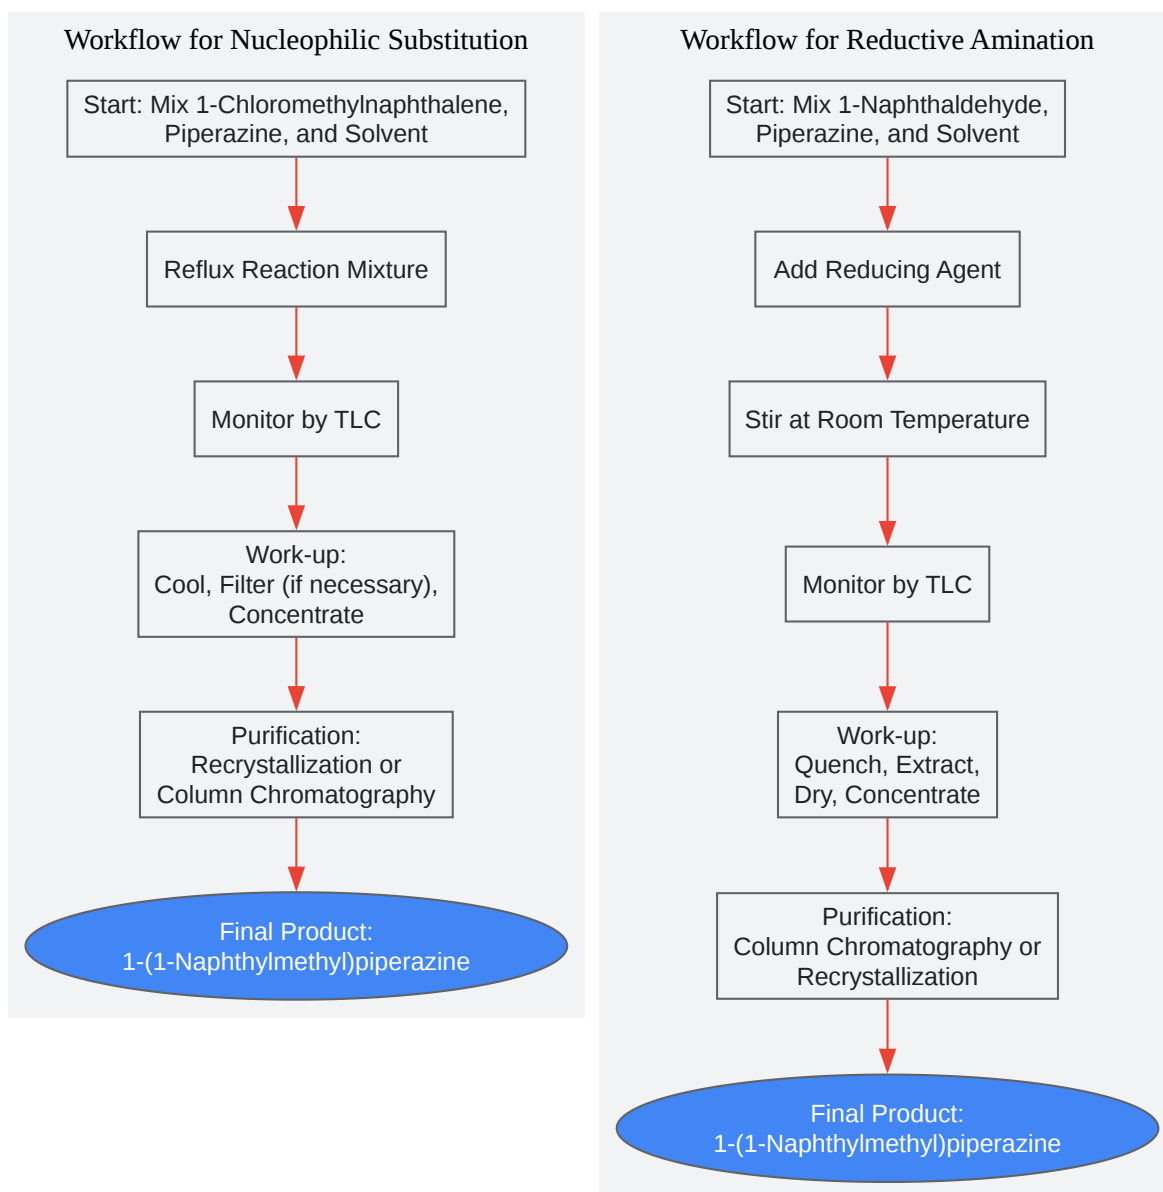 Workflow for Nucleophilic Substitution
Start: Mix 1-Chloromethylnaphthalene,
Piperazine, and Solvent
Reflux Reaction Mixture
Monitor by TLC
Work-up:
Cool, Filter (if necessary),
Concentrate
Purification:
Recrystallization or
Column Chromatography
Final Product:
1-(1-Naphthylmethyl)piperazine
Workflow for Reductive Amination
Start: Mix 1-Naphthaldehyde,
Piperazine, and Solvent
Add Reducing Agent
Stir at Room Temperature
Monitor by TLC
Work-up:
Quench, Extract,
Dry, Concentrate
Purification:
Column Chromatography or
Recrystallization
Final Product:
1-(1-Naphthylmethyl)piperazine